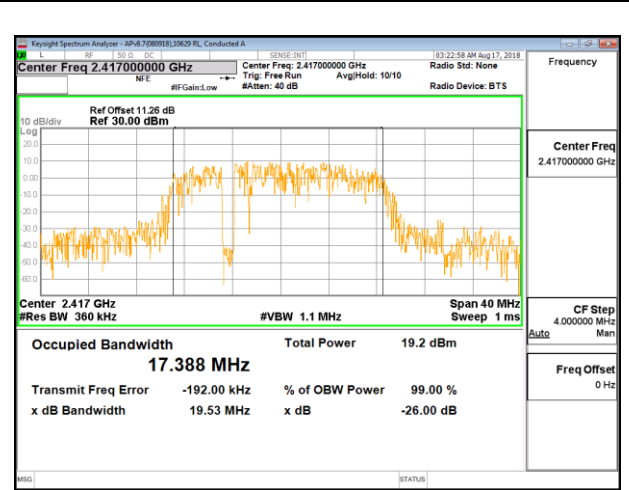 Keysight Spectrum Analyzer - APv8.7(080918),10629 RL, Conducted A
L RF 50 Ω DC SENSE:INT 03:22:58 AM Aug 17, 2018
Center Freq 2.417000000 GHz Center Freq: 2.417000000 GHz Radio Std: None Frequency
NFE Trig: Free Run Avg|Hold: 10/10
#IFGain:Low #Atten: 40 dB Radio Device: BTS
Ref Offset 11.26 dB
10 dB/div Ref 30.00 dBm
Log
20.0
10.0
0.00
-10.0
-20.0
-30.0
-40.0
-50.0
-60.0
Center Freq
2.417000000 GHz
Center 2.417 GHz Span 40 MHz
#Res BW 360 kHz #VBW 1.1 MHz Sweep 1 ms
CF Step
4.000000 MHz
Auto Man
Occupied Bandwidth Total Power 19.2 dBm
17.388 MHz
Freq Offset
0 Hz
Transmit Freq Error -192.00 kHz % of OBW Power 99.00 %
x dB Bandwidth 19.53 MHz x dB -26.00 dB
MSG STATUS